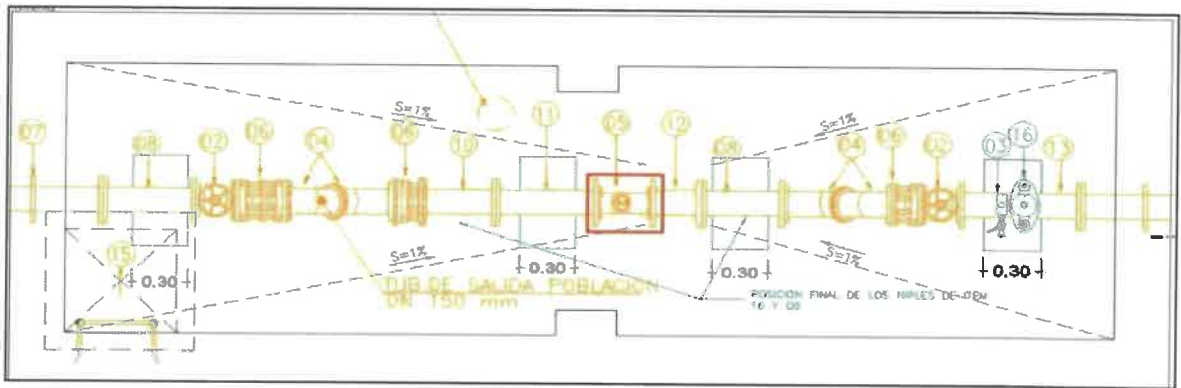 S=1%
S=1%
07
08
02
06
04
06
10
11
05
12
08
04
06
02
03
16
13
S=1%
S=1%
15
0.30
0.30
0.30
0.30
TUB DE SALIDA POBLACION
DN 150 mm
POSICION FINAL DE LOS NIPLES DE ITEM
16 Y 08